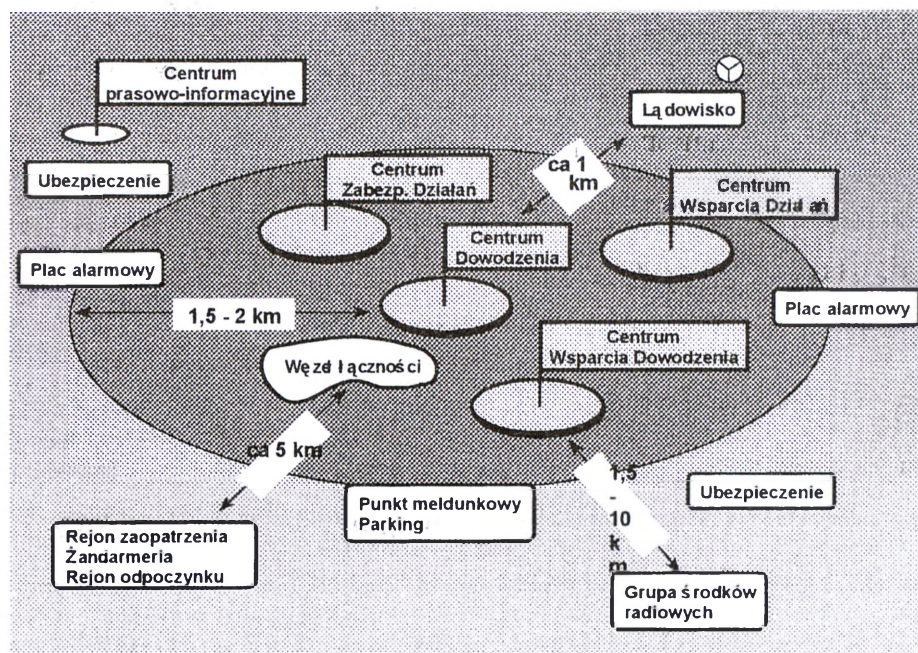 Centrum
prasowo-informacyjne
Lądowisko
Ubezpieczenie
ca 1
km
Centrum
Zabezp. Działań
Centrum
Wsparcia Działań
Centrum
Dowodzenia
Plac alarmowy
1,5 - 2 km
Plac alarmowy
Centrum
Wsparcia Dowodzenia
Węzeł łączności
ca 5 km
1,5
-
10
k
m
Ubezpieczenie
Punkt meldunkowy
Parking
Rejon zaopatrzenia
Żandarmeria
Rejon odpoczynku
Grupa środków
radiowych